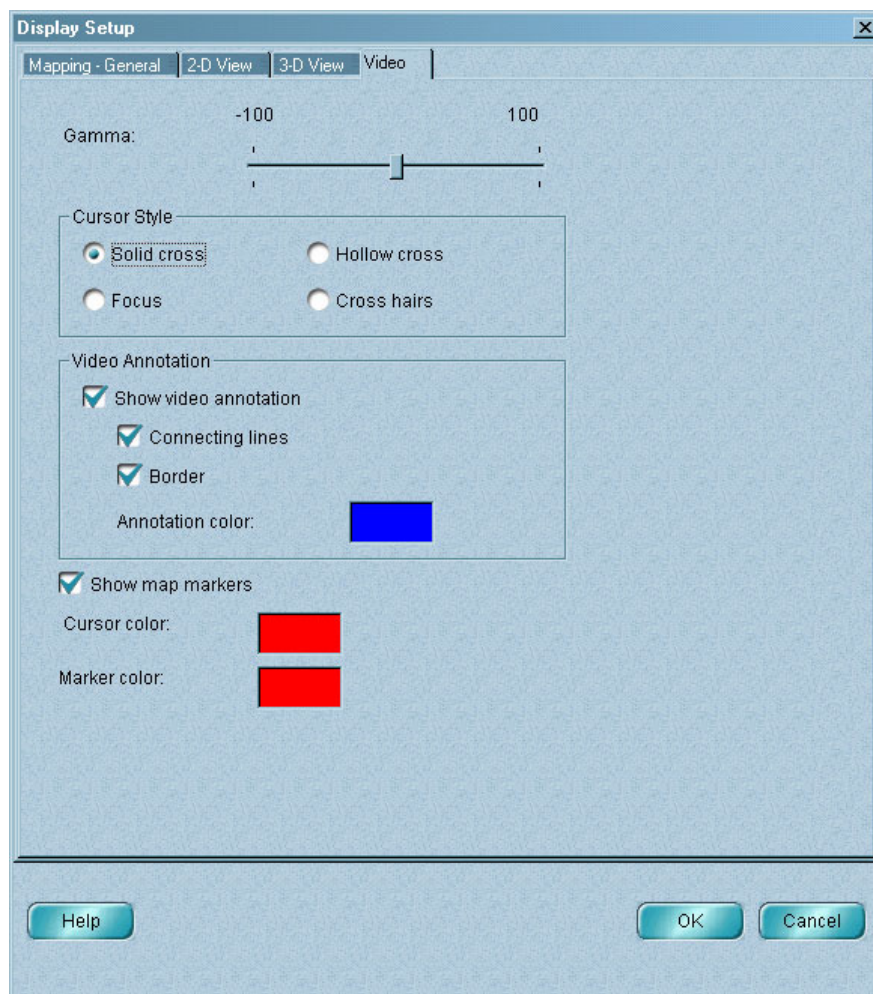 Display Setup
Mapping - General 2-D View 3-D View Video
-100 100
Gamma:
Cursor Style
Solid cross Hollow cross
Focus Cross hairs
Video Annotation
Show video annotation
Connecting lines
Border
Annotation color:
Show map markers
Cursor color:
Marker color:
Help OK Cancel